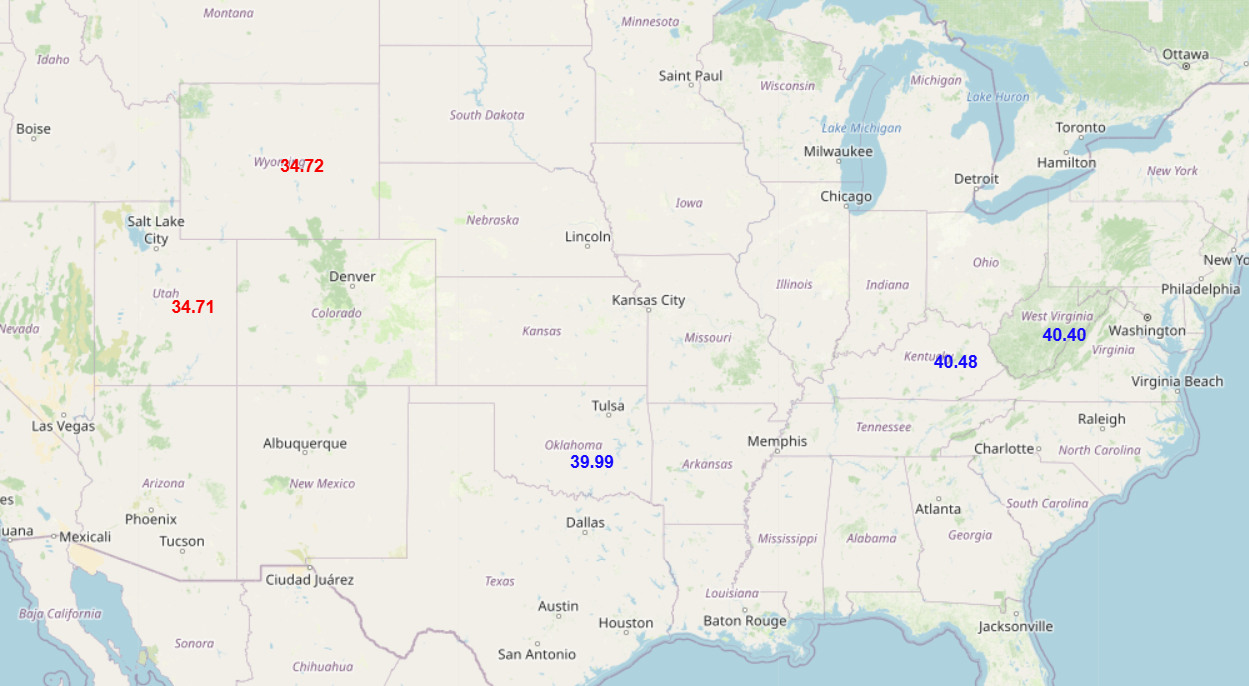 Montana
Minnesota
Ottawa
Idaho
Saint Paul
Wisconsin
Michigan
Lake Huron
South Dakota
Boise
Lake Michigan
Toronto
Milwaukee
Hamilton
34.72
Detroit
New York
Chicago
Iowa
Salt Lake
City
Nebraska
Lincoln
Ohio
New Yo
Denver
Illinois
Indiana
Philadelphia
Utah
34.71
Colorado
Kansas City
West Virginia
Nevada
Kansas
Missouri
40.40
Washington
Virginia
Kentucky
40.48
Virginia Beach
Tulsa
Las Vegas
Albuquerque
Oklahoma
39.99
Memphis
Tennessee
Raleigh
Charlotte
North Carolina
Arkansas
Arizona
New Mexico
es
Phoenix
Atlanta
South Carolina
uana
Mexicali
Tucson
Dallas
Mississippi
Alabama
Georgia
Ciudad Juárez
Texas
Louisiana
Baja California
Austin
Houston
Baton Rouge
Jacksonville
Sonora
San Antonio
Chihuahua